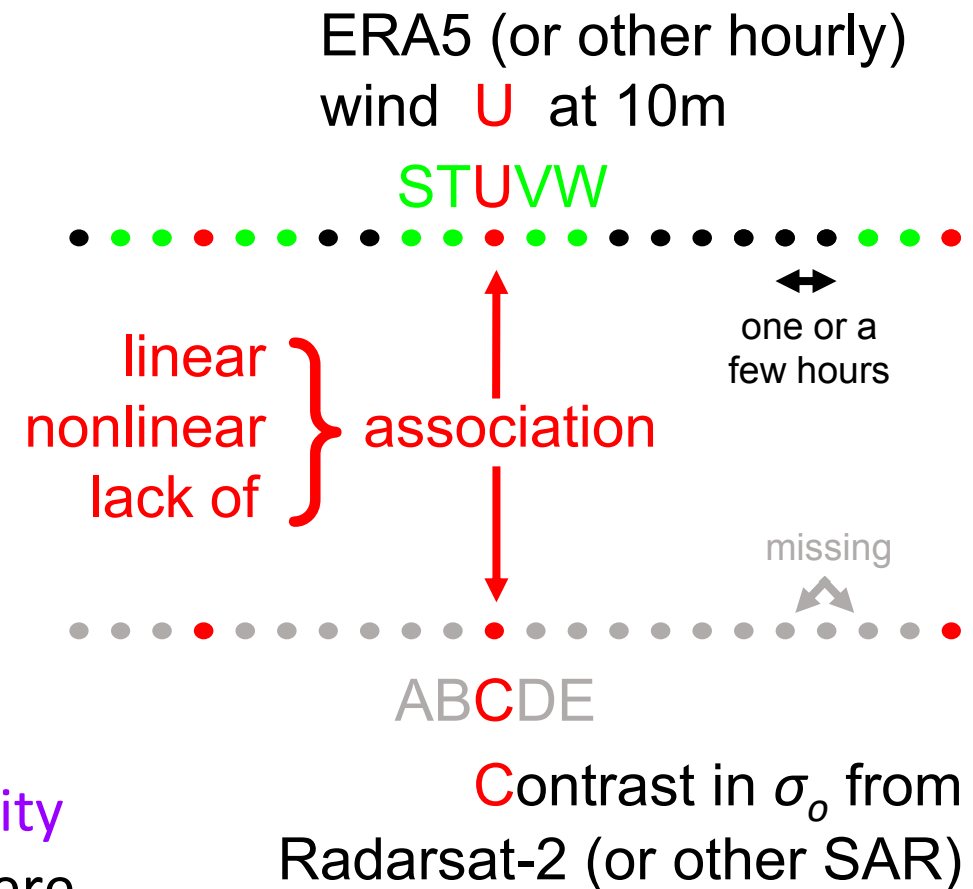 ERA5 (or other hourly)
wind U at 10m
STUVW
one or a
few hours
linear
nonlinear } association
lack of
missing
ABCDE
Contrast in σo from
Radarsat-2 (or other SAR)
ity
ere